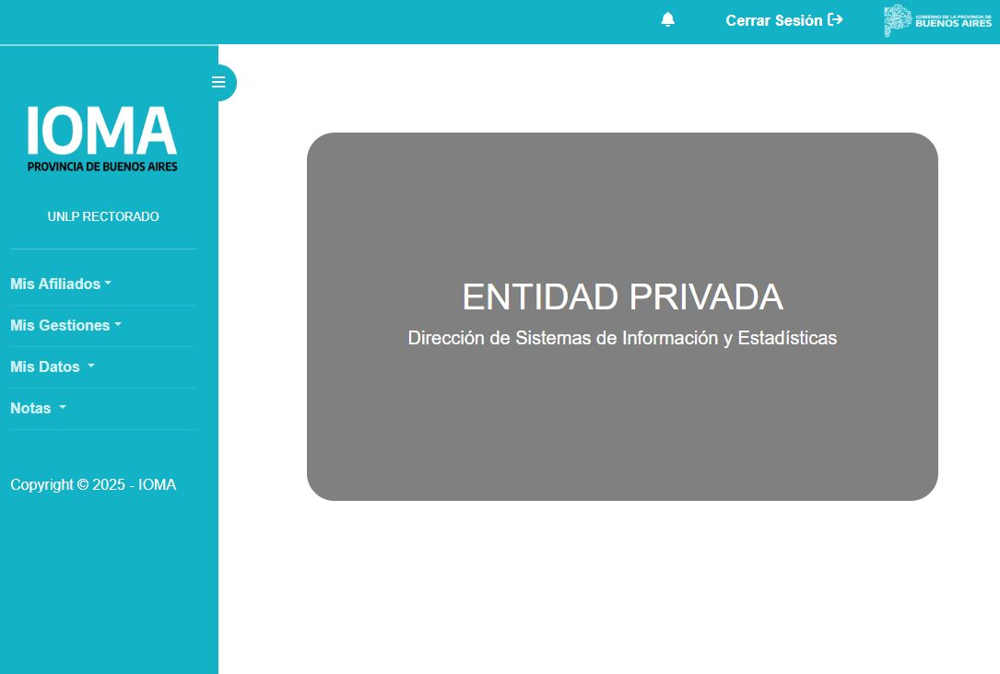 Cerrar Sesión
GOBIERNO DE LA PROVINCIA DE
BUENOS AIRES
IOMA
PROVINCIA DE BUENOS AIRES
UNLP RECTORADO
Mis Afiliados
Mis Gestiones
Mis Datos
Notas
Copyright © 2025 - IOMA
ENTIDAD PRIVADA
Dirección de Sistemas de Información y Estadísticas